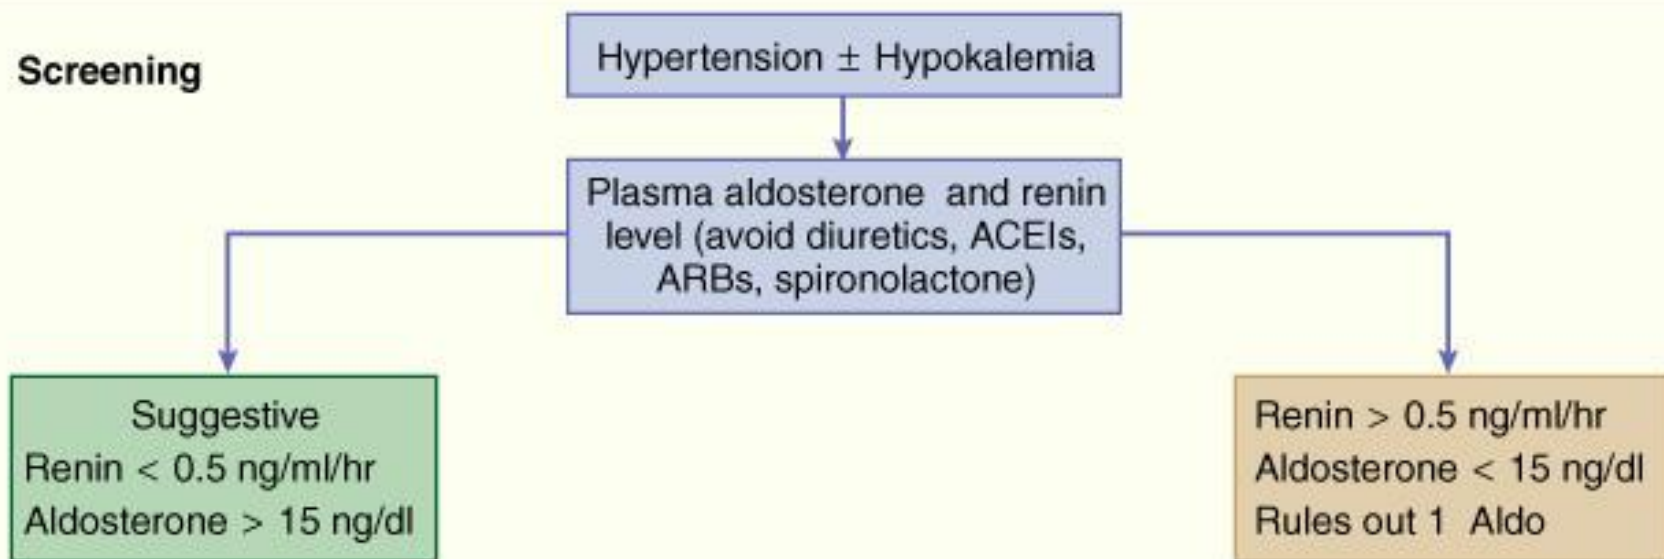 Screening
Hypertension ± Hypokalemia
Plasma aldosterone and renin
level (avoid diuretics, ACEIs,
ARBs, spironolactone)
Suggestive
Renin < 0.5 ng/ml/hr
Aldosterone > 15 ng/dl
Renin > 0.5 ng/ml/hr
Aldosterone < 15 ng/dl
Rules out 1 Aldo